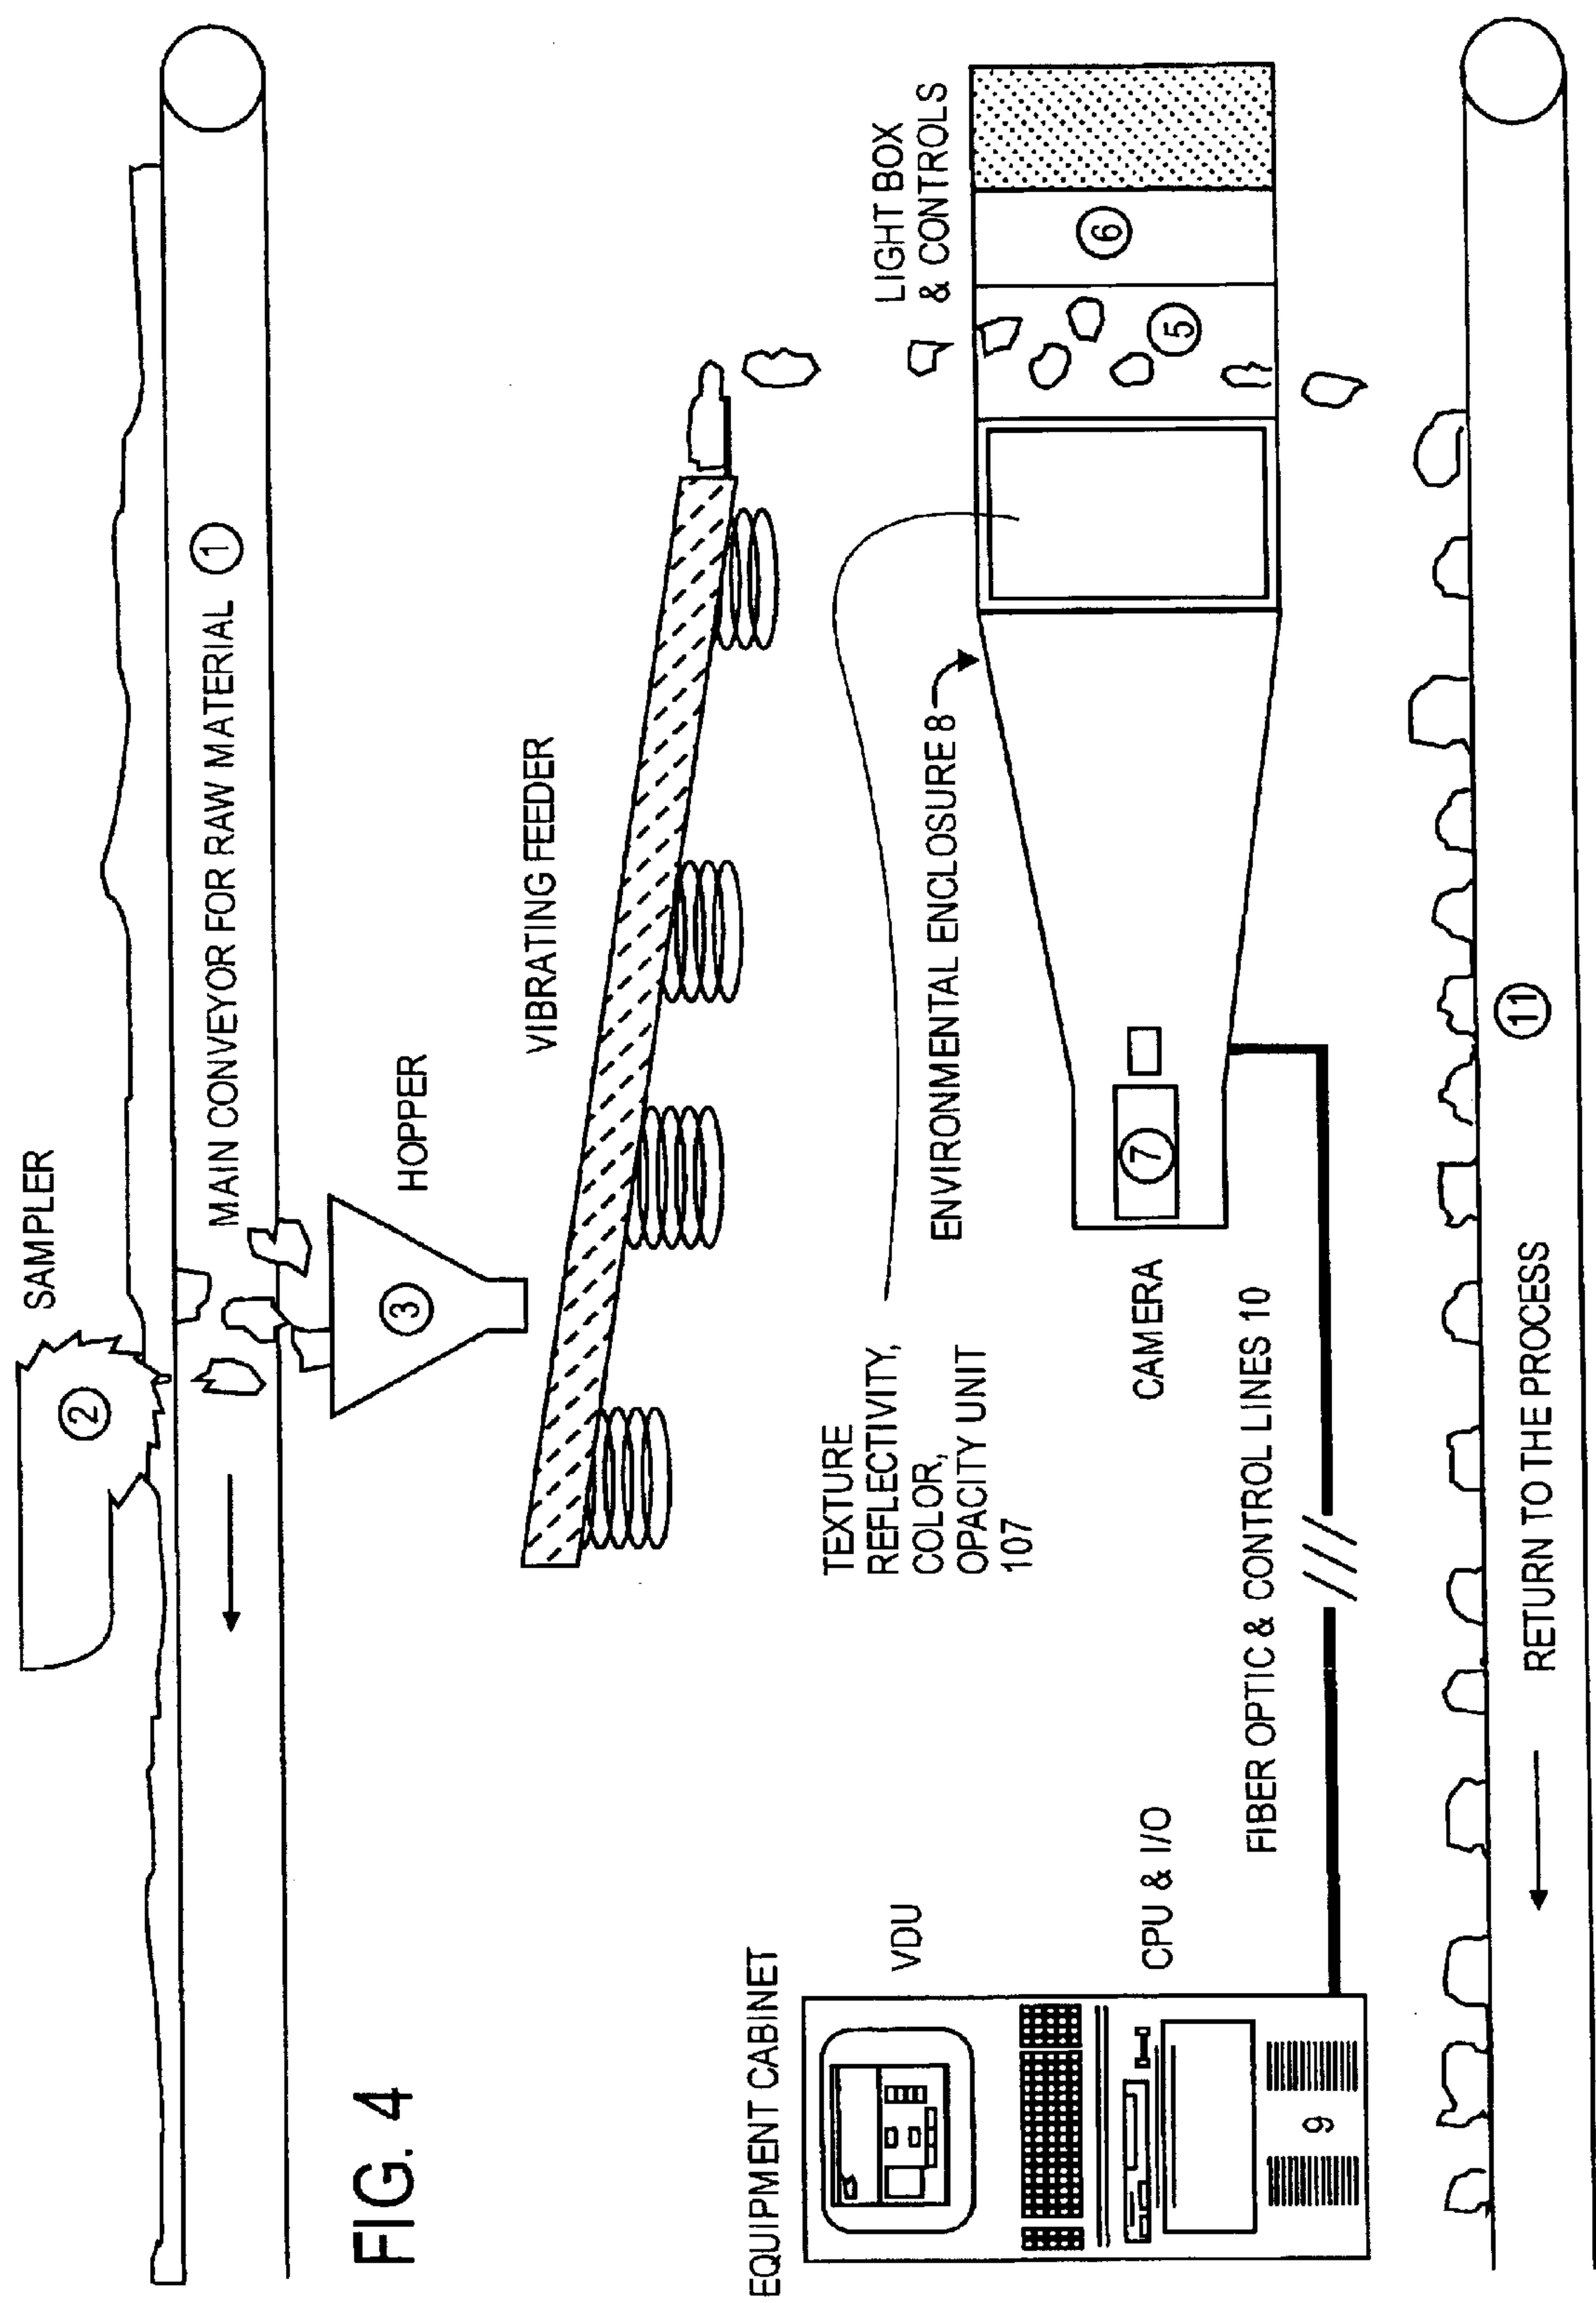 SAMPLER
2
MAIN CONVEYOR FOR RAW MATERIAL 1
HOPPER
3
VIBRATING FEEDER
FIG. 4
LIGHT BOX
& CONTROLS
TEXTURE
REFLECTIVITY,
COLOR,
OPACITY UNIT
107
ENVIRONMENTAL ENCLOSURE 8
5
6
7
CAMERA
EQUIPMENT CABINET
VDU
CPU & I/O
9
FIBER OPTIC & CONTROL LINES 10
11
RETURN TO THE PROCESS